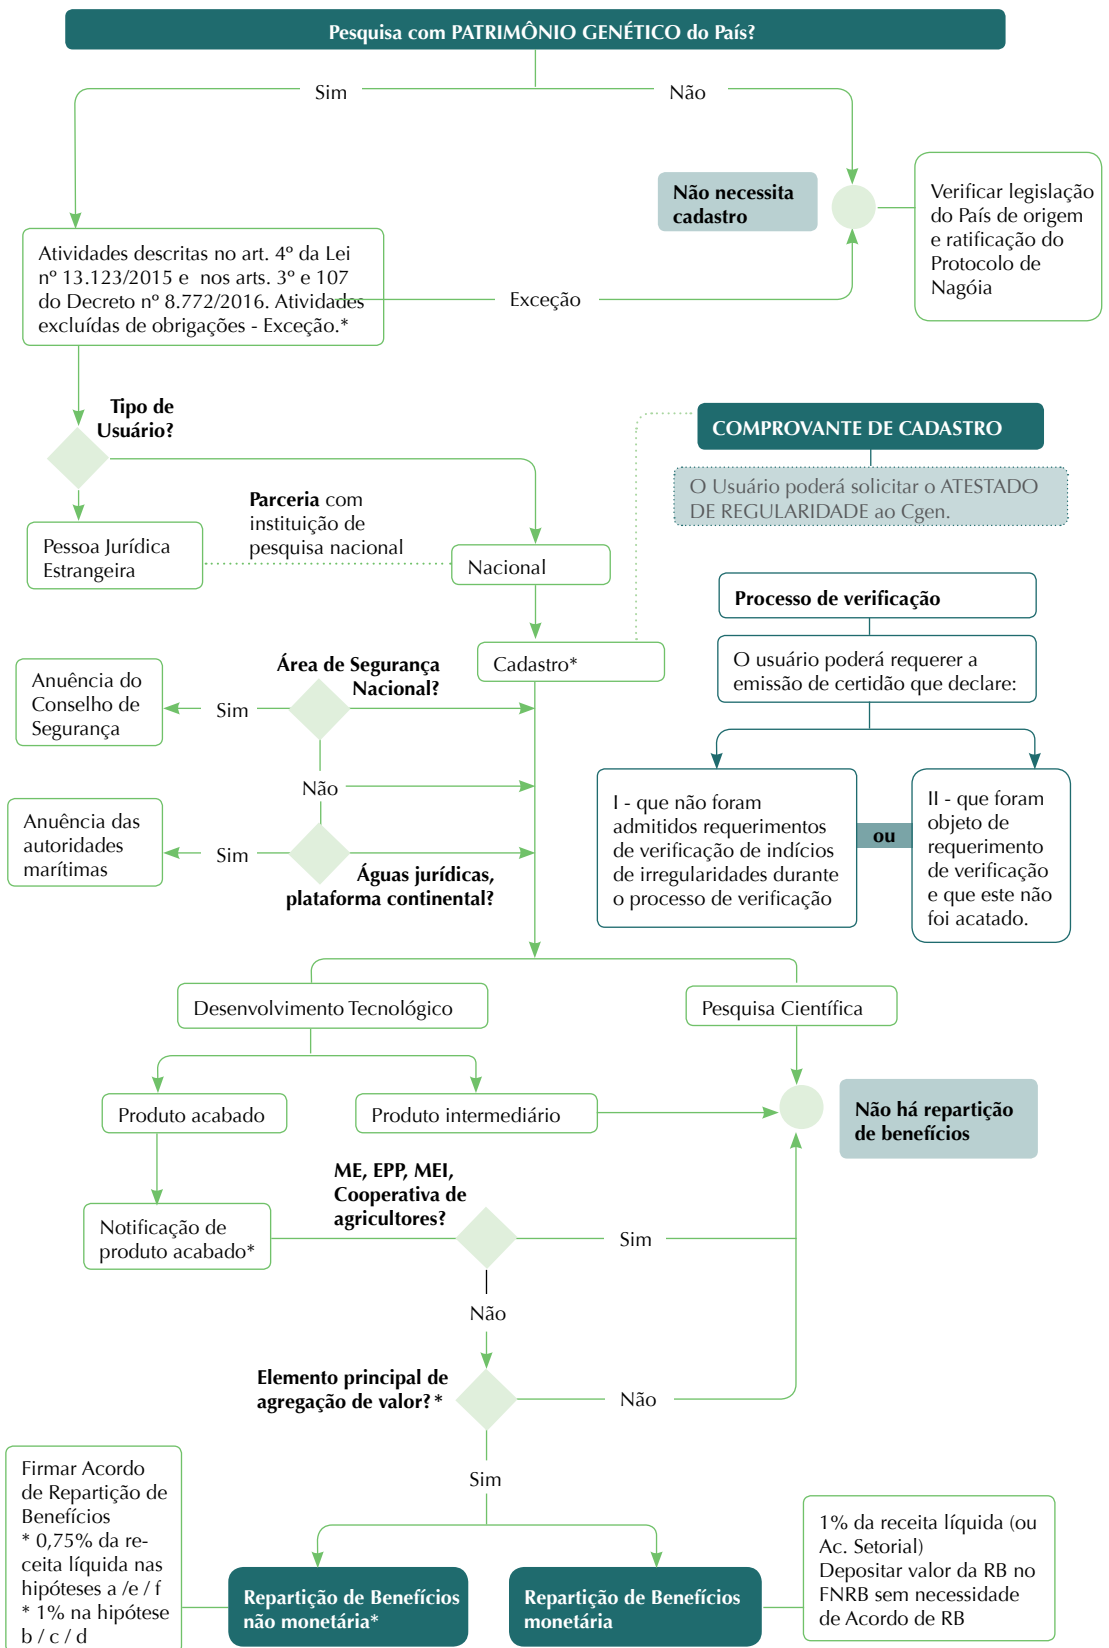 Pesquisa com PATRIMÔNIO GENÉTICO do País?
Sim
Não
Não necessita
cadastro
Verificar legislação
do País de origem
e ratificação do
Protocolo de
Nagóia
Atividades descritas no art. 4º da Lei
nº 13.123/2015 e nos arts. 3º e 107
do Decreto nº 8.772/2016. Atividades
excluídas de obrigações - Exceção.*
Exceção
Tipo de
Usuário?
COMPROVANTE DE CADASTRO
O Usuário poderá solicitar o ATESTADO
DE REGULARIDADE ao Cgen.
Parceria com
instituição de
pesquisa nacional
Pessoa Jurídica
Estrangeira
Nacional
Processo de verificação
O usuário poderá requerer a
emissão de certidão que declare:
I - que não foram
admitidos requerimentos
de verificação de indícios
de irregularidades durante
o processo de verificação
ou
II - que foram
objeto de
requerimento
de verificação
e que este não
foi acatado.
Cadastro*
Área de Segurança
Nacional?
Anuência do
Conselho de
Segurança
Sim
Não
Anuência das
autoridades
marítimas
Sim
Águas jurídicas,
plataforma continental?
Desenvolvimento Tecnológico
Pesquisa Científica
Produto acabado
Produto intermediário
Não há repartição
de benefícios
ME, EPP, MEI,
Cooperativa de
agricultores?
Notificação de
produto acabado*
Sim
Não
Elemento principal de
agregação de valor? *
Não
Sim
Firmar Acordo
de Repartição de
Benefícios
* 0,75% da re-
ceita líquida nas
hipóteses a /e / f
* 1% na hipótese
b / c / d
Repartição de Benefícios
não monetária*
Repartição de Benefícios
monetária
1% da receita líquida (ou
Ac. Setorial)
Depositar valor da RB no
FNRB sem necessidade
de Acordo de RB